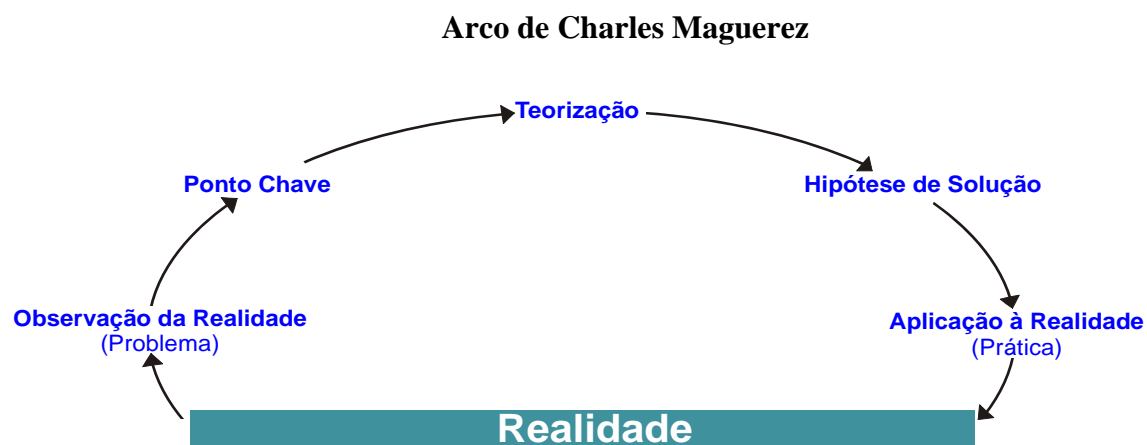 Arco de Charles Maguerez
Teorização
Ponto Chave
Hipótese de Solução
Observação da Realidade
(Problema)
Aplicação à Realidade
(Prática)
Realidade